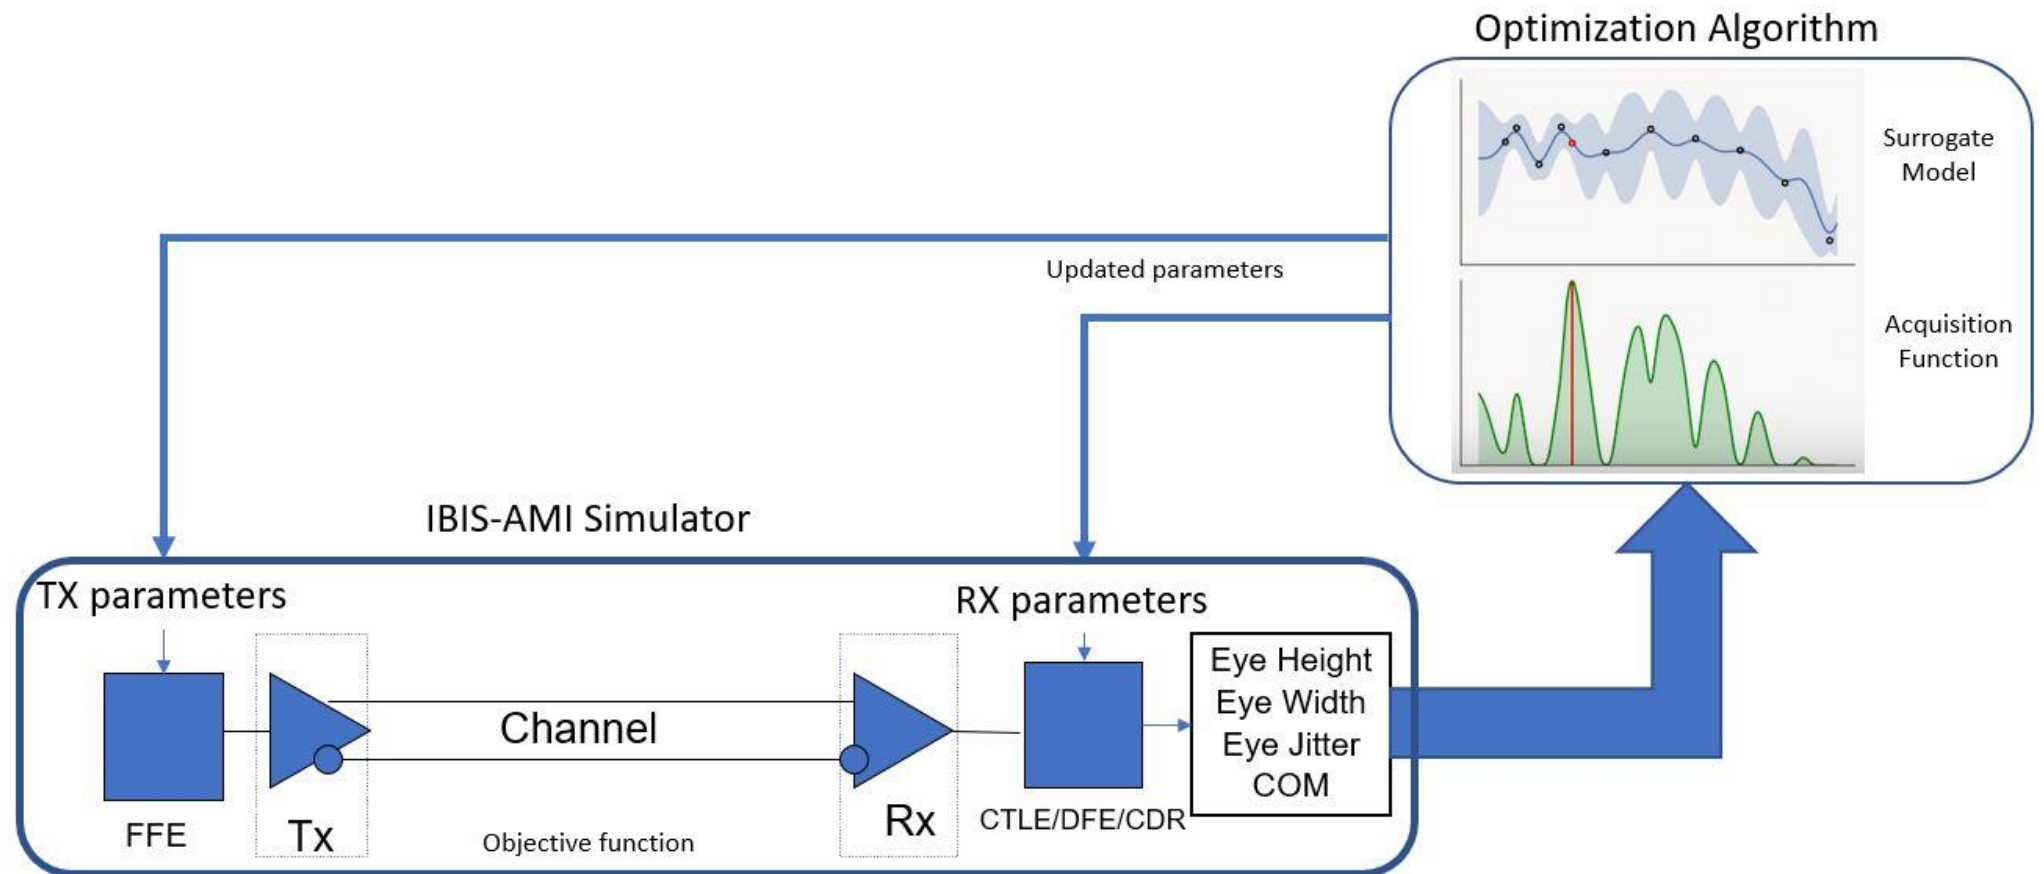 Optimization Algorithm
Surrogate
Model
Updated parameters
Acquisition
Function
IBIS-AMI Simulator
TX parameters
RX parameters
Eye Height
Eye Width
Eye Jitter
COM
Channel
FFE
Tx
Objective function
Rx
CTLE/DFE/CDR